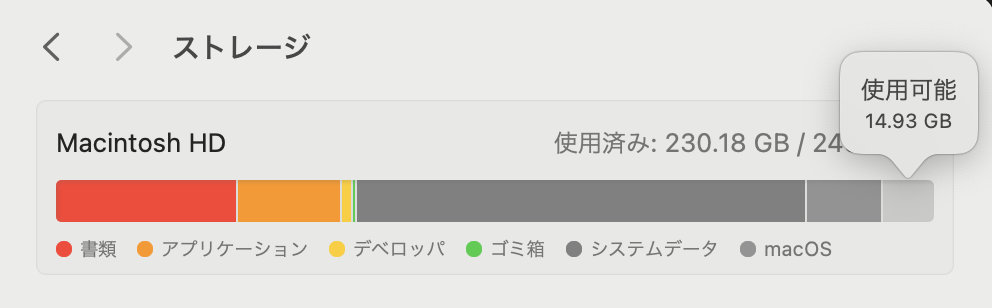 ストレージ
使用可能
14.93 GB
Macintosh HD
使用済み: 230.18 GB / 24
書類
アプリケーション
デベロッパ
ゴミ箱
システムデータ
macOS